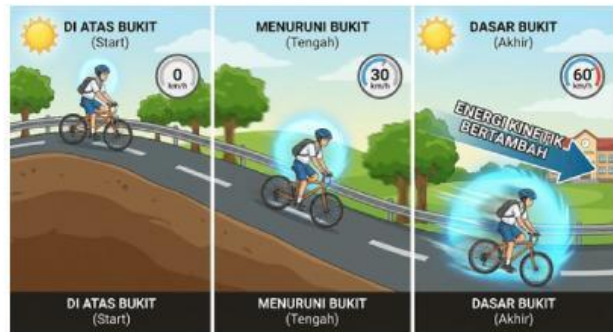 DI ATAS BUKIT
(Start)
0
km/h
DI ATAS BUKIT
(Start)
MENURUNI BUKIT
(Tengah)
30
km/h
MENURUNI BUKIT
(Tengah)
DASAR BUKIT
(Akhir)
60
km/h
ENERGI KINETIK
BERTAMBAH
DASAR BUKIT
(Akhir)